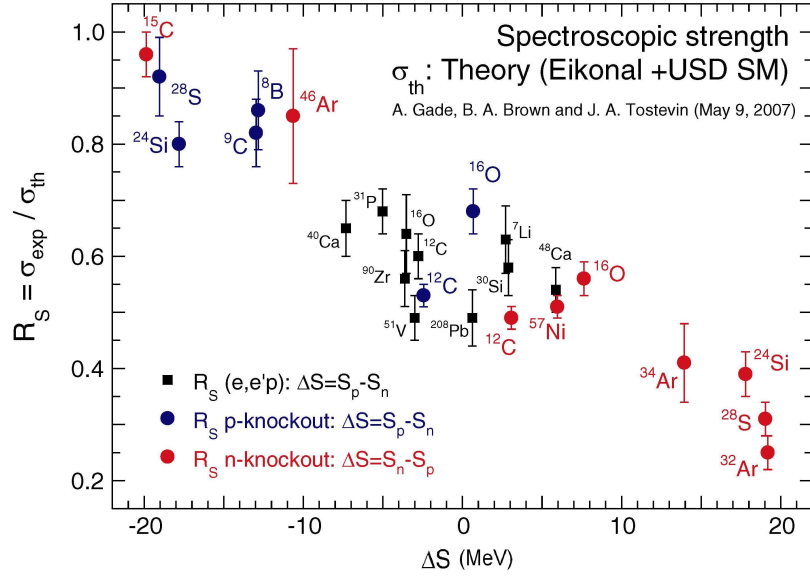 Spectroscopic strength
σth: Theory (Eikonal +USD SM)
A. Gade, B. A. Brown and J. A. Tostevin (May 9, 2007)
RS = σexp / σth
1.0
0.8
0.6
0.4
0.2
15C
28S
24Si
8B
9C
46Ar
16O
31P
16O
40Ca
12C
7Li
90Zr
12C
30Si
48Ca
16O
51V
208Pb
12C
57Ni
34Ar
24Si
28S
32Ar
RS (e,e'p): ΔS=Sp-Sn
RS p-knockout: ΔS=Sp-Sn
RS n-knockout: ΔS=Sn-Sp
-20 -10 0 10 20
ΔS (MeV)